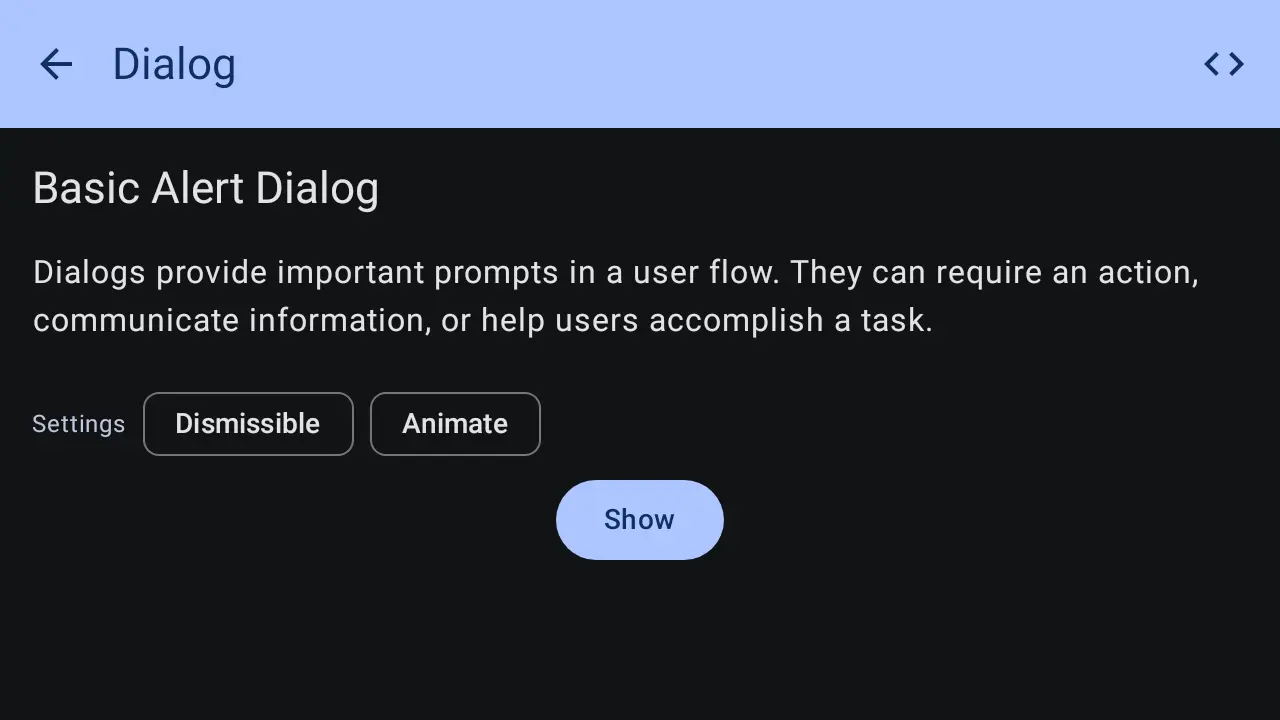 Dialog
Basic Alert Dialog
Dialogs provide important prompts in a user flow. They can require an action,
communicate information, or help users accomplish a task.
Settings Dismissible Animate
Show